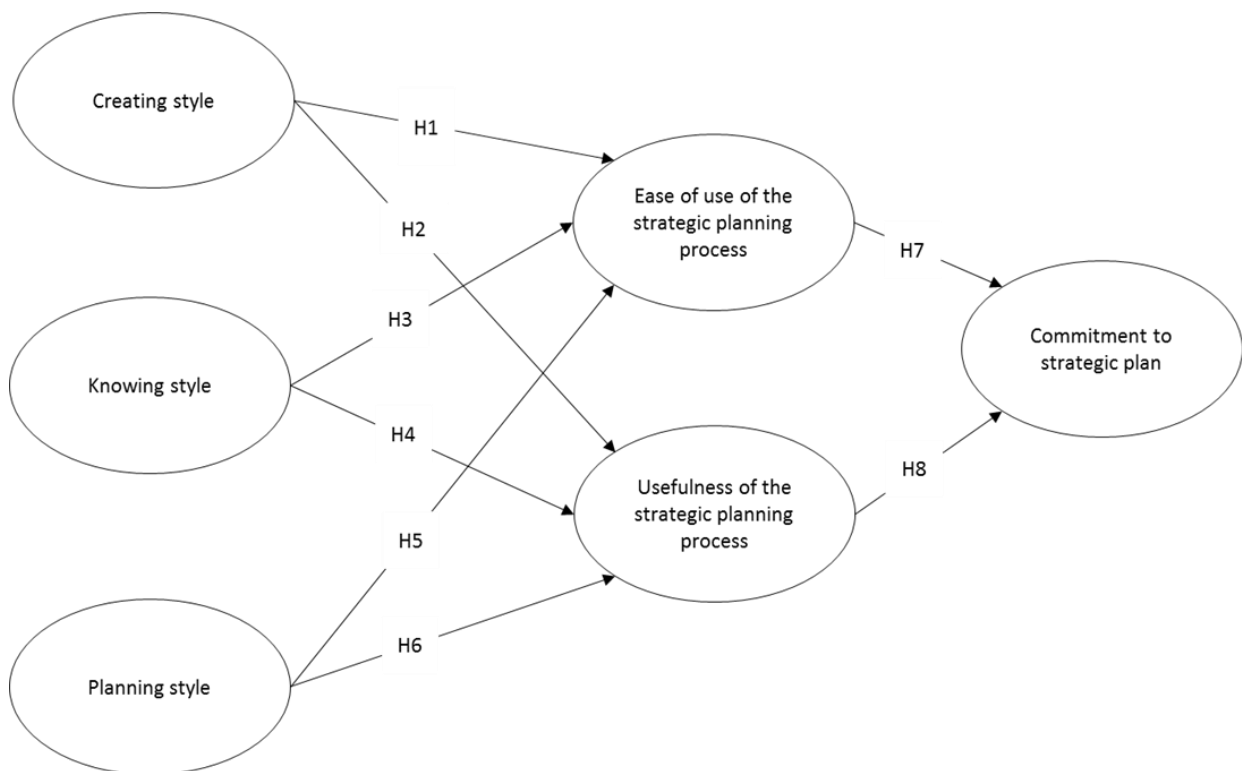 Creating style
H1
Ease of use of the
strategic planning
process
H2
H7
H3
Commitment to
strategic plan
Knowing style
H4
Usefulness of the
strategic planning
process
H8
H5
H6
Planning style